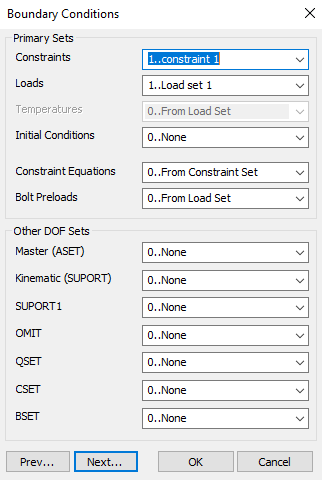 Boundary Conditions
Primary Sets
Constraints 1..constraint 1
Loads 1..Load set 1
Temperatures 0..From Load Set
Initial Conditions 0..None
Constraint Equations 0..From Constraint Set
Bolt Preloads 0..From Load Set
Other DOF Sets
Master (ASET) 0..None
Kinematic (SUPORT) 0..None
SUPORT1 0..None
OMIT 0..None
QSET 0..None
CSET 0..None
BSET 0..None
Prev... Next... OK Cancel